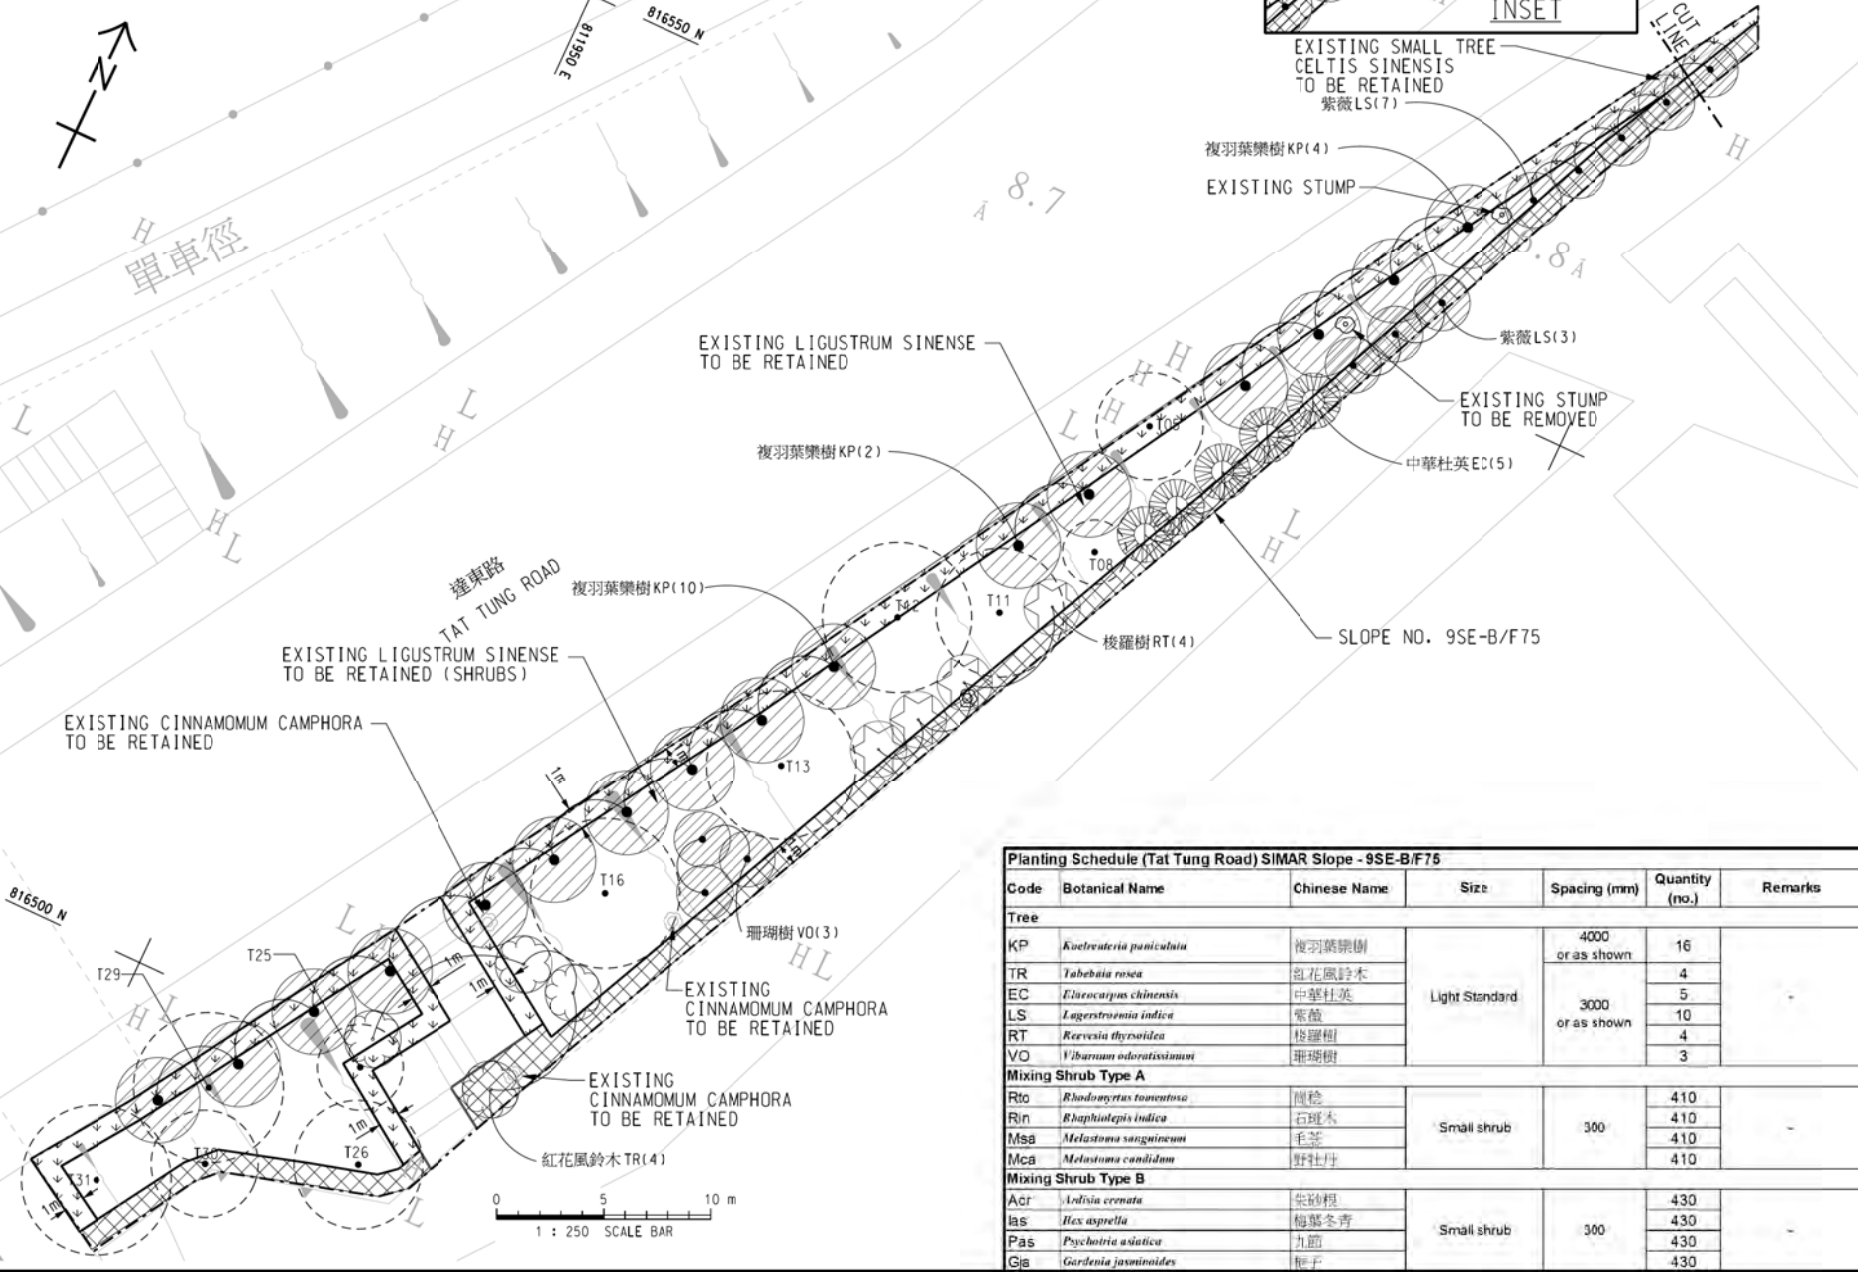 N
816550 N
811950 E
INSET
CUT
LINE
EXISTING SMALL TREE
CELTIS SINENSIS
TO BE RETAINED
紫薇LS(7)
複羽葉欒樹KP(4)
EXISTING STUMP
H
8.7
單車徑
H
紫薇LS(3)
EXISTING LIGUSTRUM SINENSE
TO BE RETAINED
EXISTING STUMP
TO BE REMOVED
中華杜英EC(5)
複羽葉欒樹KP(2)
T05
T08
T11
T12
達東路
TAT TUNG ROAD
複羽葉欒樹KP(10)
梭羅樹RT(4)
SLOPE NO. 9SE-B/F75
EXISTING LIGUSTRUM SINENSE
TO BE RETAINED (SHRUBS)
EXISTING CINNAMOMUM CAMPHORA
TO BE RETAINED
1m
1m
T13
1m
T16
816500 N
珊瑚樹VO(3)
T25
T29
1m
1m
EXISTING
CINNAMOMUM CAMPHORA
TO BE RETAINED
EXISTING
CINNAMOMUM CAMPHORA
TO BE RETAINED
1m
T26
T30
T31
1m
紅花風鈴木TR(4)
0 5 10 m
1 : 250 SCALE BAR
Planting Schedule (Tat Tung Road) SIMAR Slope - 9SE-B/F75
Code Botanical Name Chinese Name Size Spacing (mm) Quantity (no.) Remarks
Tree
KP Koelreuteria paniculata 複羽葉欒樹 Light Standard 4000 or as shown 16 -
TR Tabebuia rosea 紅花風鈴木 3000 or as shown 4
EC Elaeocarpus chinensis 中華杜英 5
LS Lagerstroemia indica 紫薇 10
RT Reevesia thyrsoidea 梭羅樹 4
VO Viburnum odoratissimum 珊瑚樹 3
Mixing Shrub Type A
Rto Rhodomyrtus tomentosa 崗稔 Small shrub 300 410 -
Rin Rhaphiolepis indica 石斑木 410
Msa Melastoma sanguineum 毛菍 410
Mca Melastoma candidum 野牡丹 410
Mixing Shrub Type B
Acr Ardisia crenata 朱砂根 Small shrub 300 430 -
Ias Ilex asprella 梅葉冬青 430
Pas Psychotria asiatica 九節 430
Gja Gardenia jasminoides 梔子 430